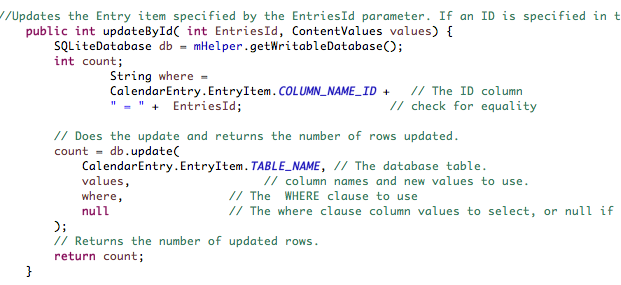 //Updates the Entry item specified by the EntriesId parameter. If an ID is specified in t
public int updateById( int EntriesId, ContentValues values) {
SQLiteDatabase db = mHelper.getWritableDatabase();
int count;
String where =
CalendarEntry.EntryItem.COLUMN_NAME_ID + // The ID column
" = " + EntriesId; // check for equality
// Does the update and returns the number of rows updated.
count = db.update(
CalendarEntry.EntryItem.TABLE_NAME, // The database table.
values, // column names and new values to use.
where, // The WHERE clause to use
null // The where clause column values to select, or null if
);
// Returns the number of updated rows.
return count;
}